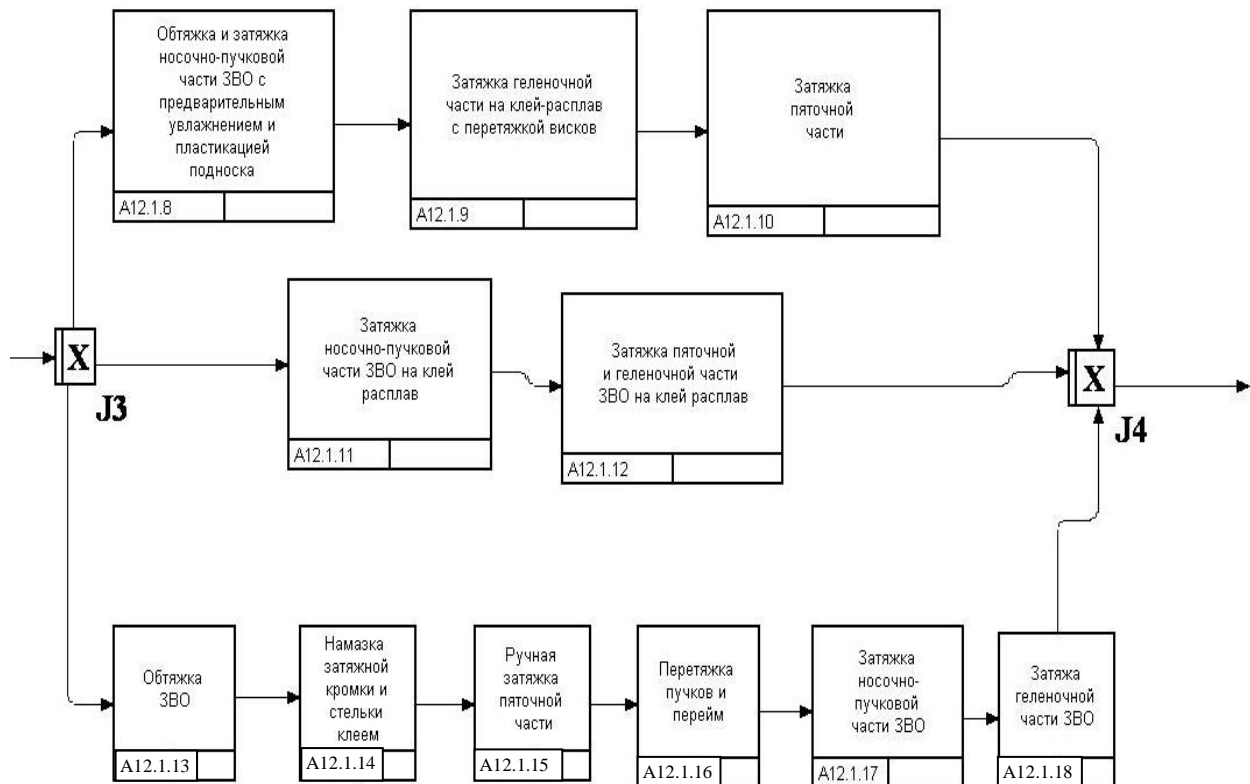 Обтяжка и затяжка
носочно-пучковой
части ЗВО с
предварительным
увлажнением и
пластикацией
подноска
A12.1.8
Затяжка геленочной
части на клей-расплав
с перетяжкой висков
A12.1.9
Затяжка
пяточной
части
A12.1.10
X
J3
Затяжка
носочно-пучковой
части ЗВО на клей
расплав
A12.1.11
Затяжка пяточной
и геленочной части
ЗВО на клей расплав
A12.1.12
X
J4
Обтяжка
ЗВО
A12.1.13
Намазка
затяжной
кромки и
стельки
клеем
A12.1.14
Ручная
затяжка
пяточной
части
A12.1.15
Перетяжка
пучков и
перейм
A12.1.16
Затяжка
носочно-
пучковой
части ЗВО
A12.1.17
Затяжа
геленочной
части ЗВО
A12.1.18